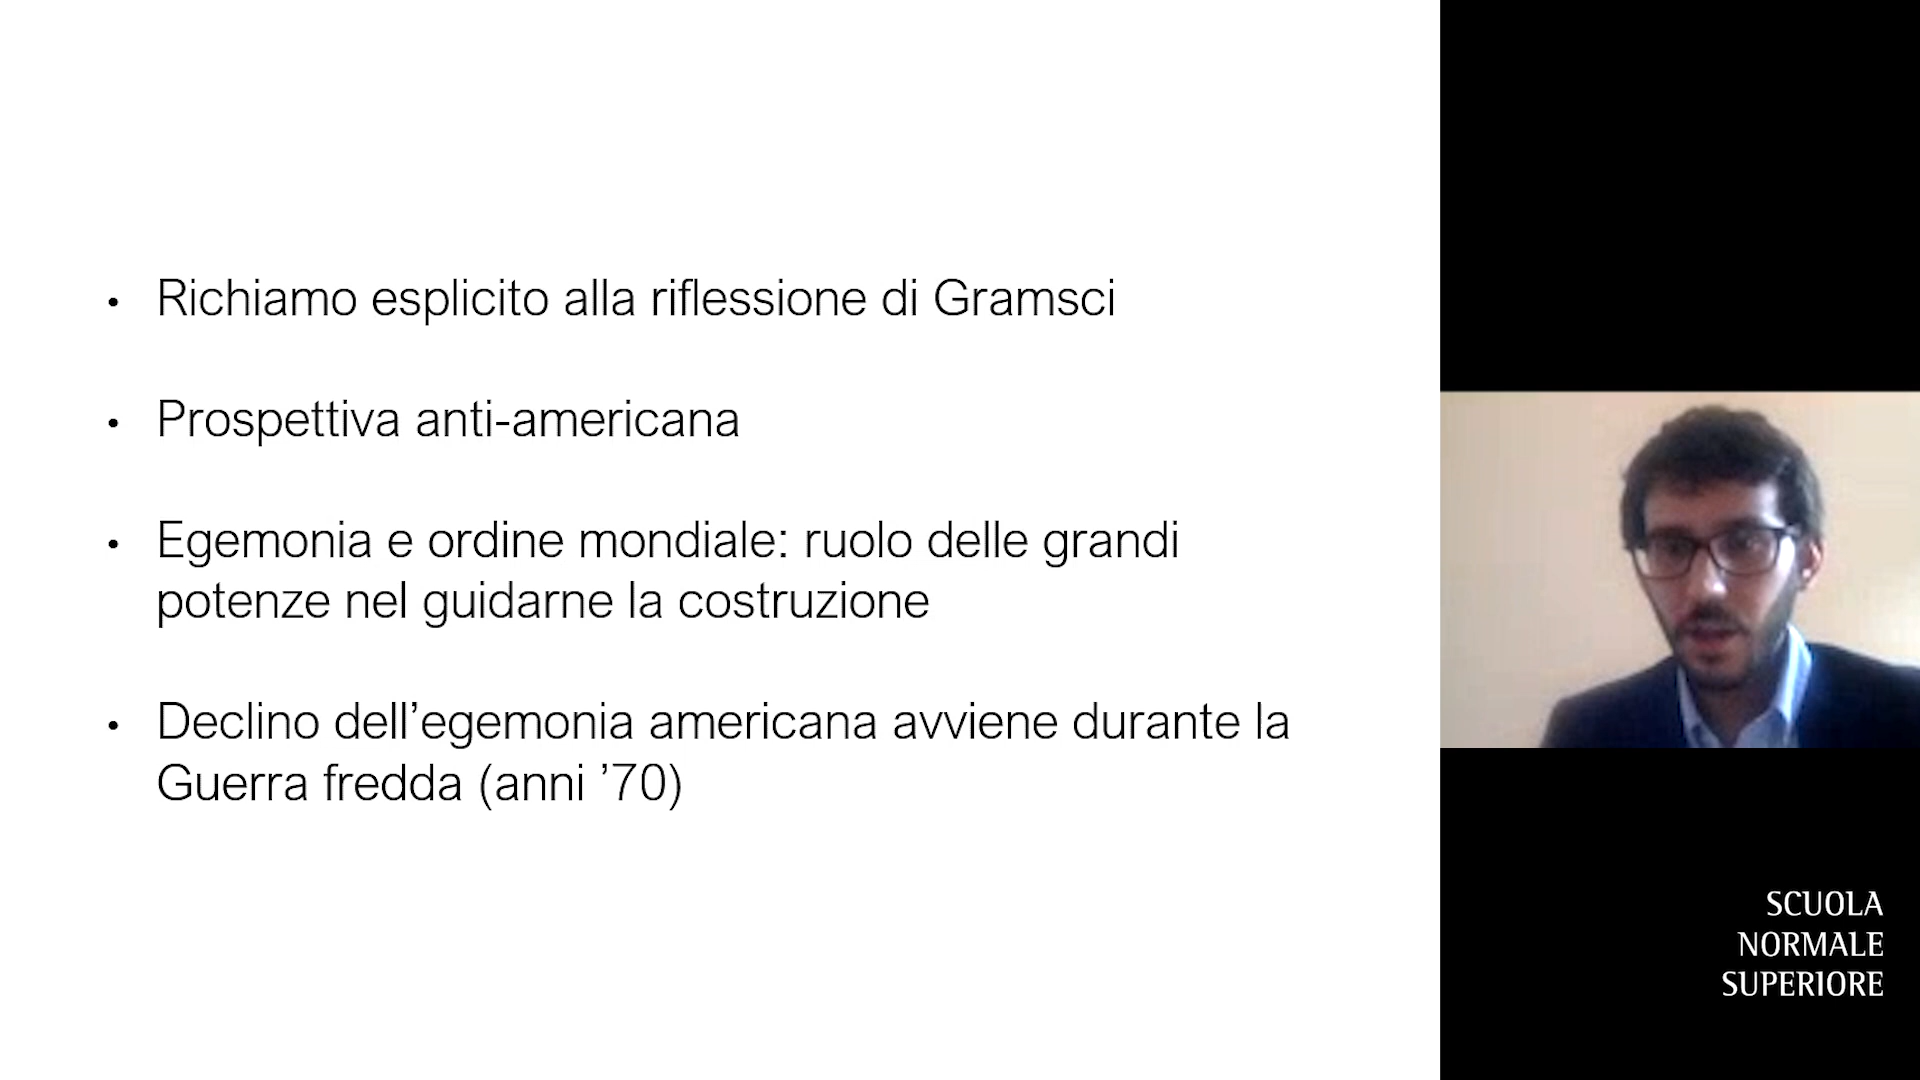 • Richiamo esplicito alla riflessione di Gramsci
• Prospettiva anti-americana
• Egemonia e ordine mondiale: ruolo delle grandi
potenze nel guidarne la costruzione
• Declino dell’egemonia americana avviene durante la
Guerra fredda (anni ’70)
SCUOLA
NORMALE
SUPERIORE